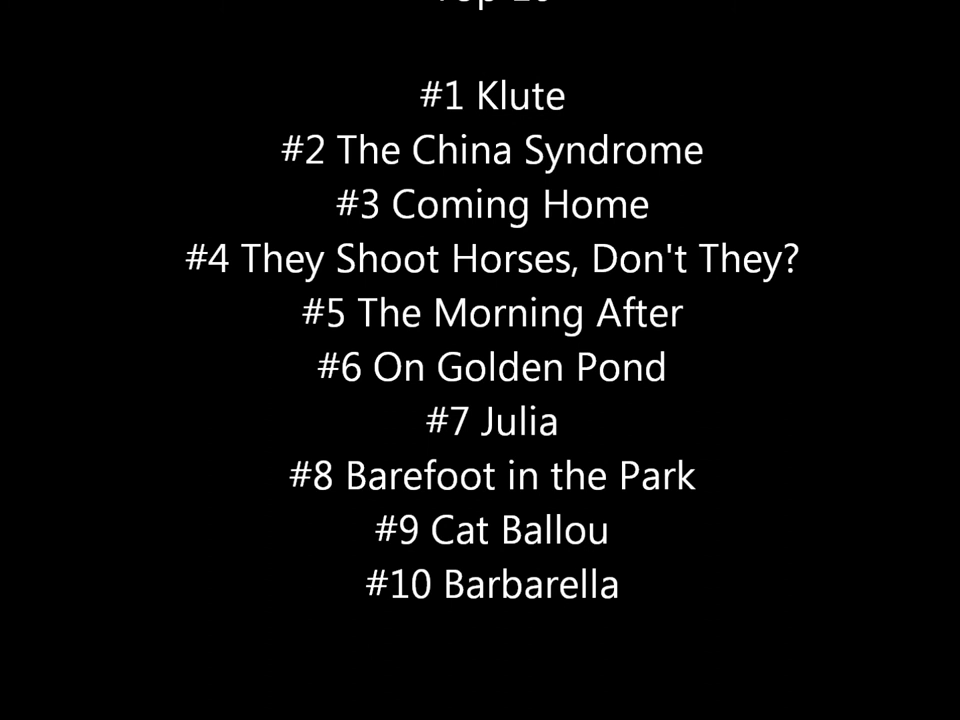 #1 Klute
#2 The China Syndrome
#3 Coming Home
#4 They Shoot Horses, Don't They?
#5 The Morning After
#6 On Golden Pond
#7 Julia
#8 Barefoot in the Park
#9 Cat Ballou
#10 Barbarella